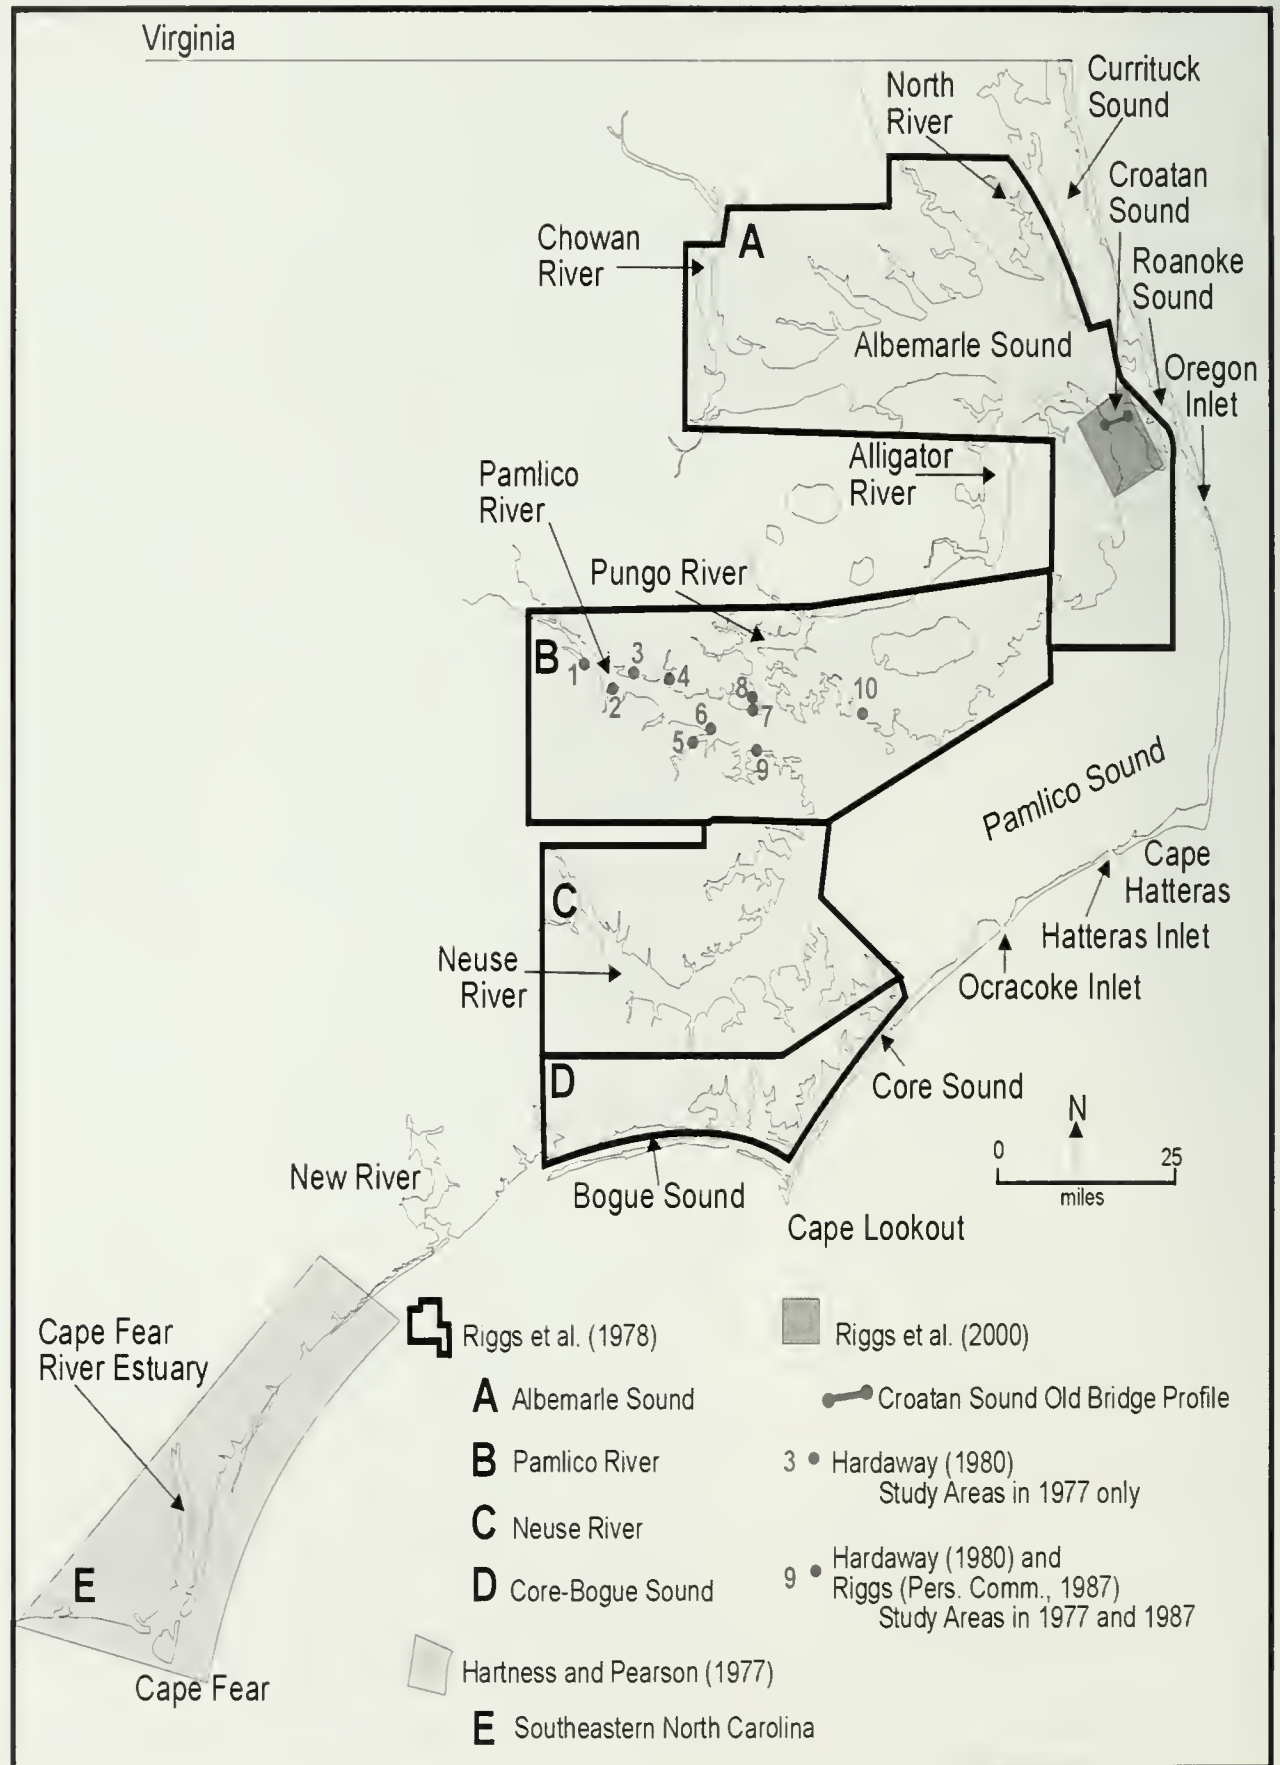 Virginia
North
River
Currituck
Sound
Croatan
Sound
Roanoke
Sound
Oregon
Inlet
Chowan
River
A
Albemarle Sound
Alligator
River
Pamlico
River
Pungo River
B
1
2
3
4
5
6
7
8
9
10
Pamlico Sound
Cape
Hatteras
Hatteras Inlet
Ocracoke Inlet
C
Neuse
River
D
Core Sound
N
0 25
miles
New River
Bogue Sound
Cape Lookout
Cape Fear
River Estuary
E
Cape Fear
Riggs et al. (1978)
A Albemarle Sound
B Pamlico River
C Neuse River
D Core-Bogue Sound
Hartness and Pearson (1977)
E Southeastern North Carolina
Riggs et al. (2000)
Croatan Sound Old Bridge Profile
3 Hardaway (1980)
Study Areas in 1977 only
9 Hardaway (1980) and
Riggs (Pers. Comm., 1987)
Study Areas in 1977 and 1987